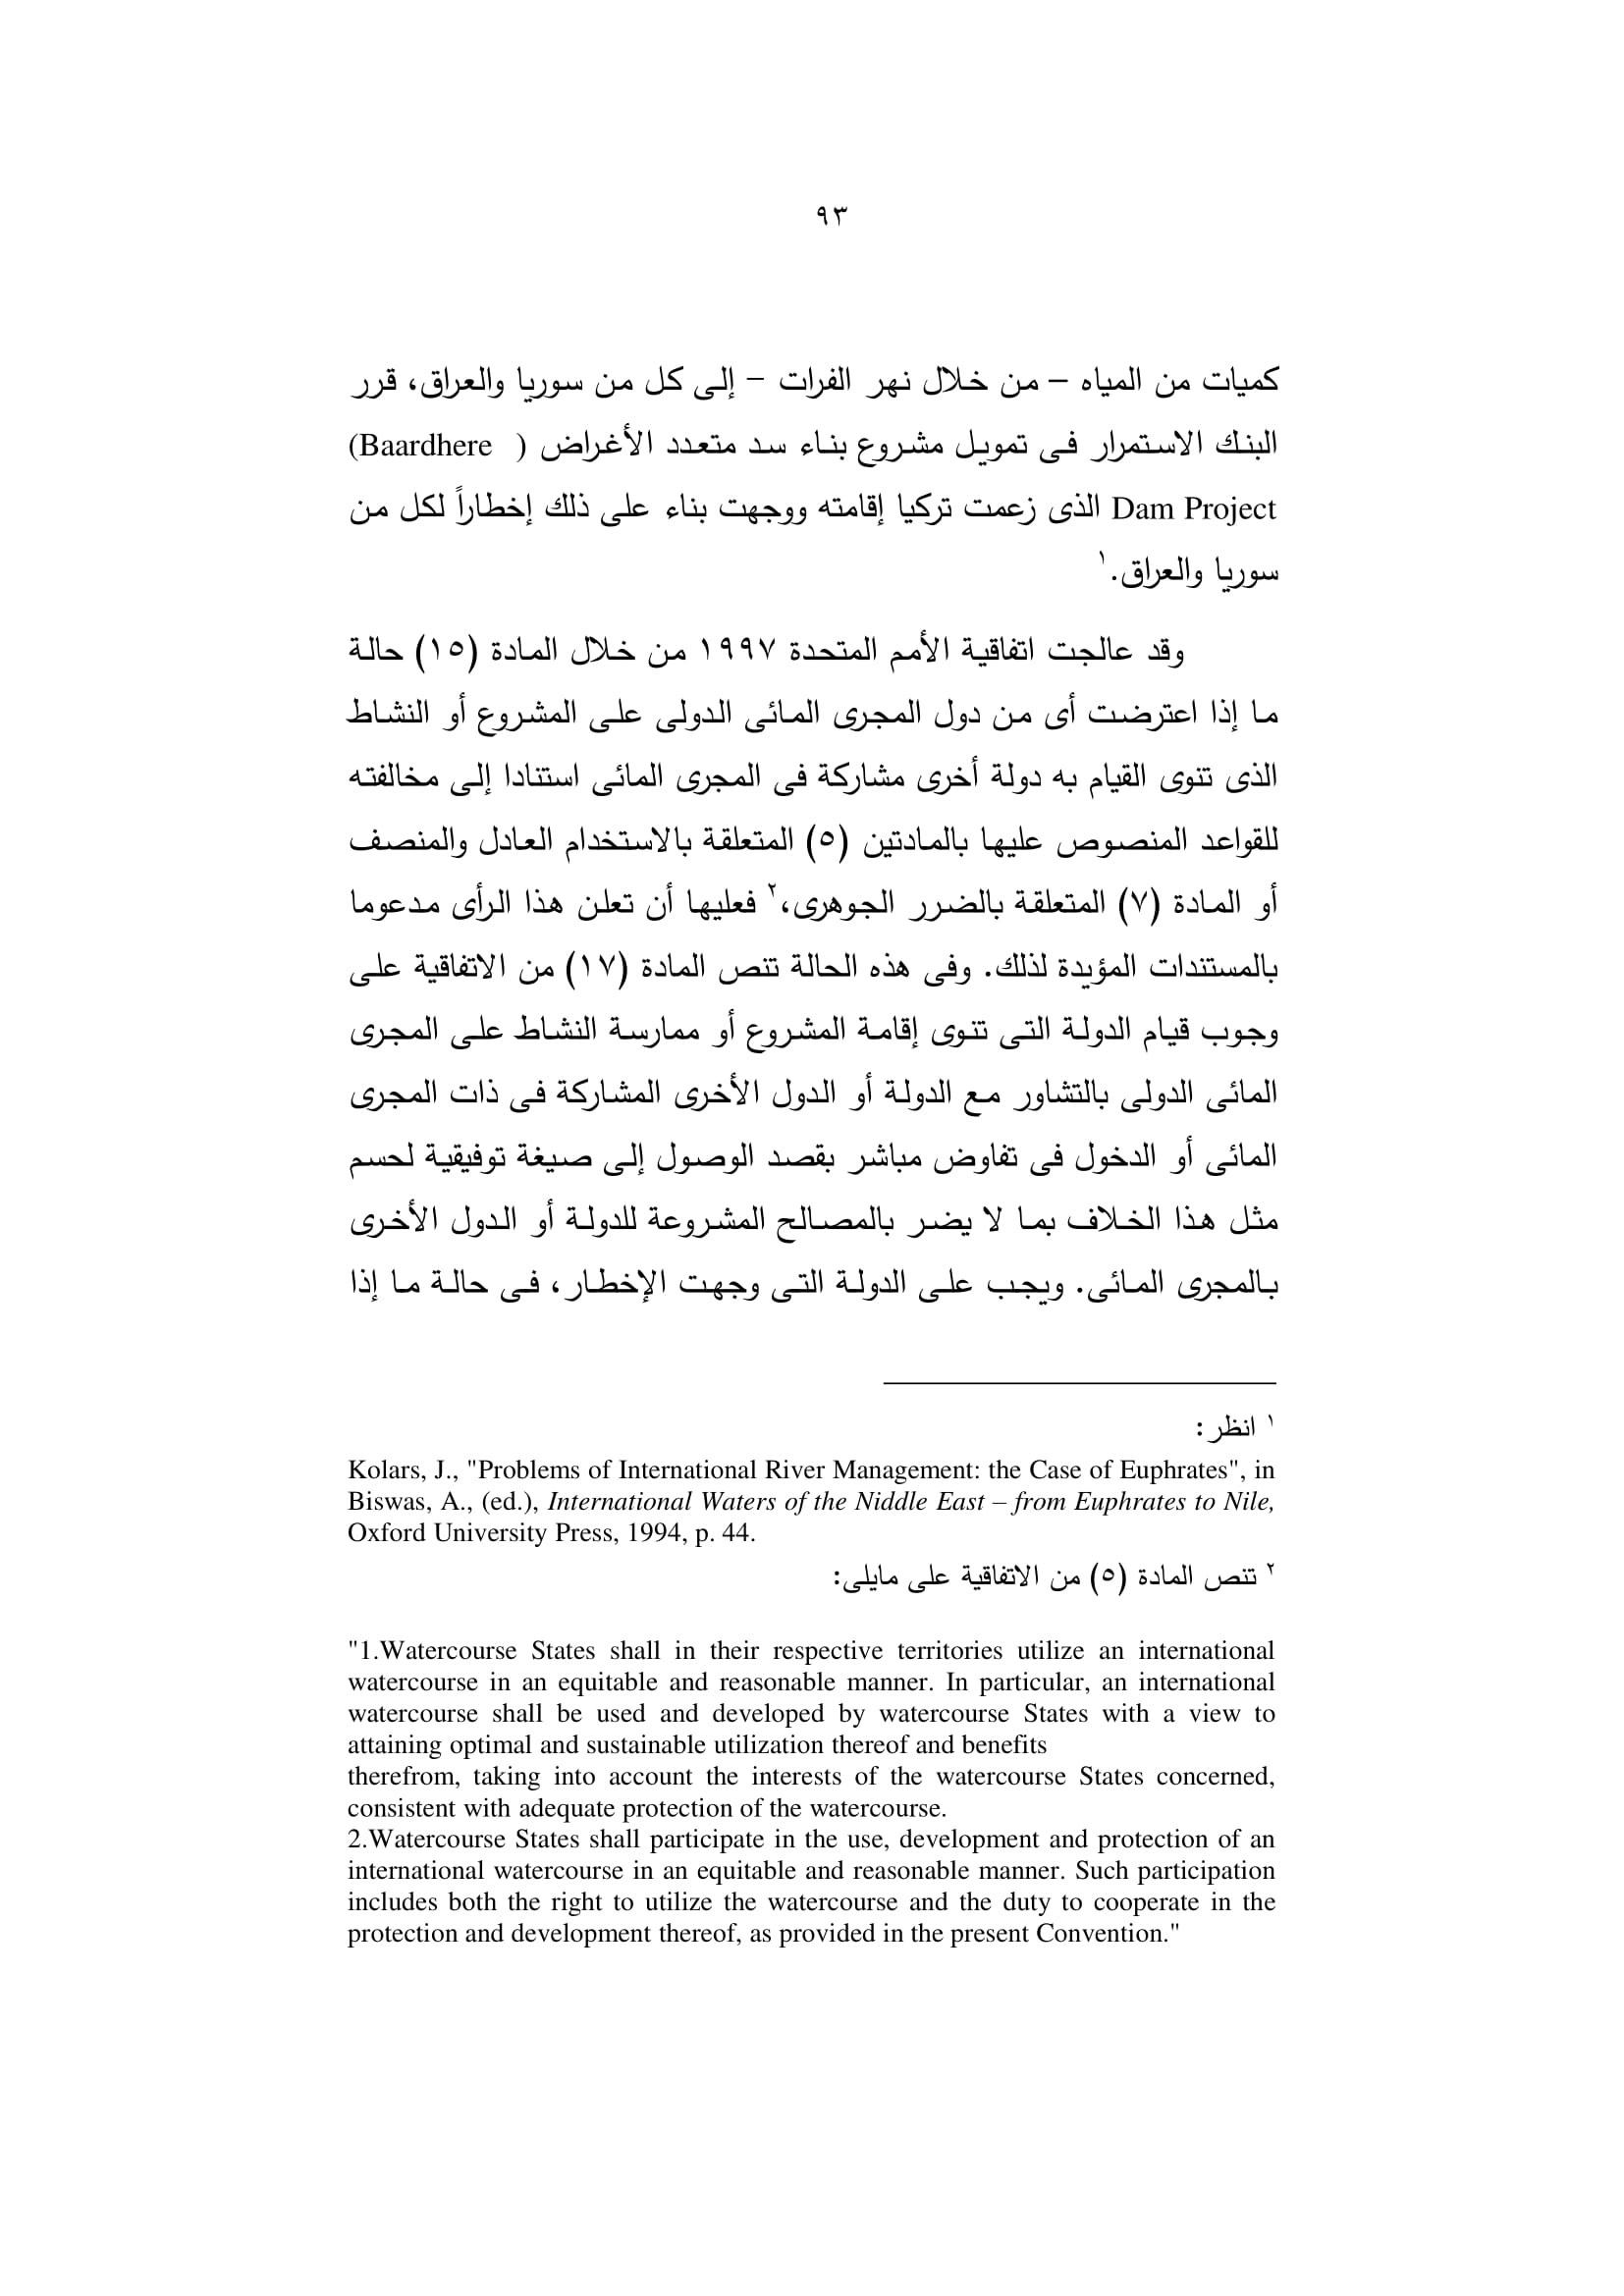 ٩٣
كميات من المياه – من خلال نهر الفرات – إلى كل من سوريا والعراق، قرر
البنك الاستمرار فى تمويل مشروع بناء سد متعدد الأغراض (Baardhere
Dam Project) الذى زعمت تركيا إقامته ووجهت بناء على ذلك إخطاراً لكل من
سوريا والعراق.١
وقد عالجت اتفاقية الأمم المتحدة ١٩٩٧ من خلال المادة (١٥) حالة
ما إذا اعترضت أى من دول المجرى المائى الدولى على المشروع أو النشاط
الذى تنوى القيام به دولة أخرى مشاركة فى المجرى المائى استنادا إلى مخالفته
للقواعد المنصوص عليها بالمادتين (٥) المتعلقة بالاستخدام العادل والمنصف
أو المادة (٧) المتعلقة بالضرر الجوهرى،٢ فعليها أن تعلن هذا الرأى مدعوما
بالمستندات المؤيدة لذلك. وفى هذه الحالة تنص المادة (١٧) من الاتفاقية على
وجوب قيام الدولة التى تنوى إقامة المشروع أو ممارسة النشاط على المجرى
المائى الدولى بالتشاور مع الدولة أو الدول الأخرى المشاركة فى ذات المجرى
المائى أو الدخول فى تفاوض مباشر بقصد الوصول إلى صيغة توفيقية لحسم
مثل هذا الخلاف بما لا يضر بالمصالح المشروعة للدولة أو الدول الأخرى
بالمجرى المائى. ويجب على الدولة التى وجهت الإخطار، فى حالة ما إذا
١ انظر:
Kolars, J., "Problems of International River Management: the Case of Euphrates", in
Biswas, A., (ed.), International Waters of the Niddle East – from Euphrates to Nile,
Oxford University Press, 1994, p. 44.
٢ تنص المادة (٥) من الاتفاقية على مايلى:
"1.Watercourse States shall in their respective territories utilize an international
watercourse in an equitable and reasonable manner. In particular, an international
watercourse shall be used and developed by watercourse States with a view to
attaining optimal and sustainable utilization thereof and benefits
therefrom, taking into account the interests of the watercourse States concerned,
consistent with adequate protection of the watercourse.
2.Watercourse States shall participate in the use, development and protection of an
international watercourse in an equitable and reasonable manner. Such participation
includes both the right to utilize the watercourse and the duty to cooperate in the
protection and development thereof, as provided in the present Convention."